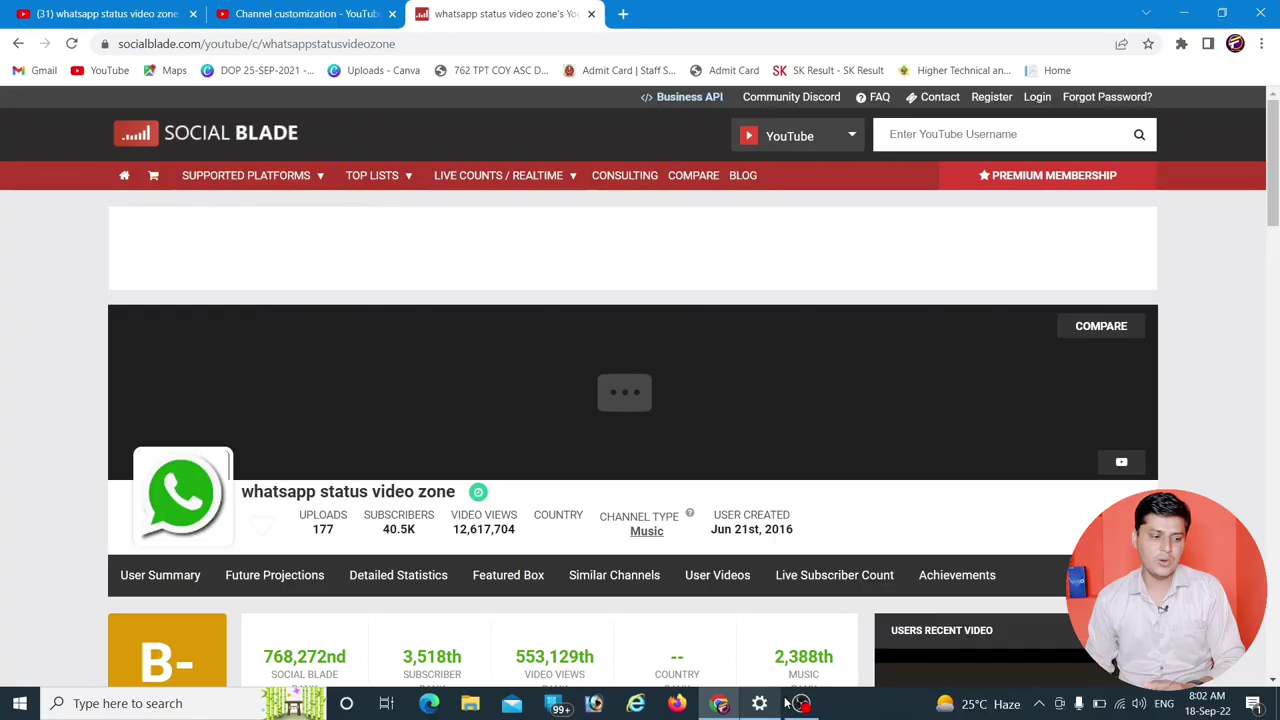 (31) whatsapp status video zone
Channel customization - YouTube
whatsapp status video zone's Yo
socialblade.com/youtube/c/whatsappstatusvideozone
Gmail
YouTube
Maps
DOP 25-SEP-2021 -...
Uploads - Canva
762 TPT COY ASC D...
Admit Card | Staff S...
Admit Card
SK Result - SK Result
Higher Technical an...
Home
Business API
Community Discord
FAQ
Contact
Register
Login
Forgot Password?
SOCIAL BLADE
YouTube
Enter YouTube Username
SUPPORTED PLATFORMS
TOP LISTS
LIVE COUNTS / REALTIME
CONSULTING
COMPARE
BLOG
PREMIUM MEMBERSHIP
COMPARE
whatsapp status video zone
UPLOADS
177
SUBSCRIBERS
40.5K
VIDEO VIEWS
12,617,704
COUNTRY
CHANNEL TYPE
Music
USER CREATED
Jun 21st, 2016
User Summary
Future Projections
Detailed Statistics
Featured Box
Similar Channels
User Videos
Live Subscriber Count
Achievements
B-
768,272nd
SOCIAL BLADE
3,518th
SUBSCRIBER
553,129th
VIDEO VIEWS
--
COUNTRY
2,388th
MUSIC
USERS RECENT VIDEO
Type here to search
99+
25°C Haze
ENG
8:02 AM
18-Sep-22
1